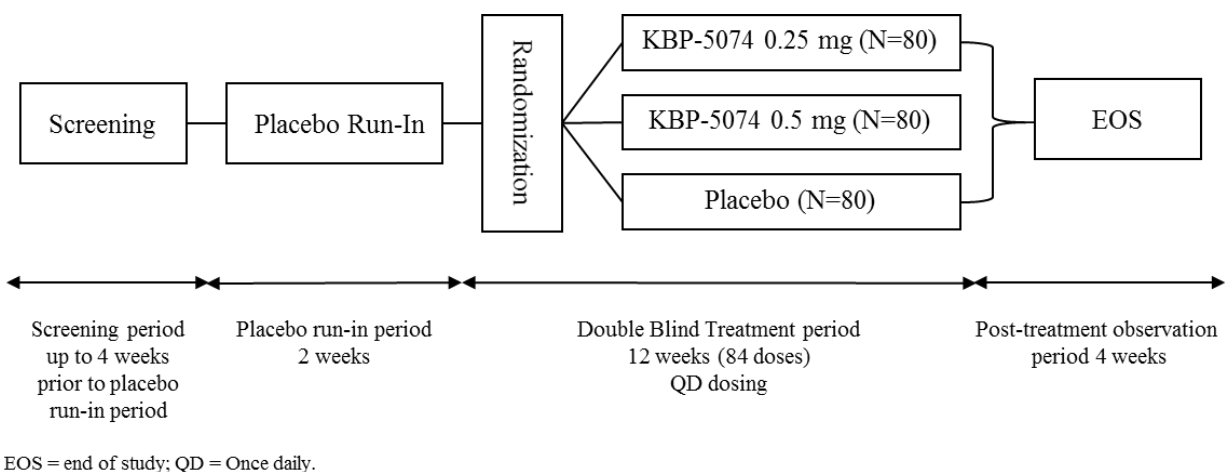 Screening
Placebo Run-In
Randomization
KBP-5074 0.25 mg (N=80)
KBP-5074 0.5 mg (N=80)
Placebo (N=80)
EOS
Screening period
up to 4 weeks
prior to placebo
run-in period
Placebo run-in period
2 weeks
Double Blind Treatment period
12 weeks (84 doses)
QD dosing
Post-treatment observation
period 4 weeks
EOS = end of study; QD = Once daily.